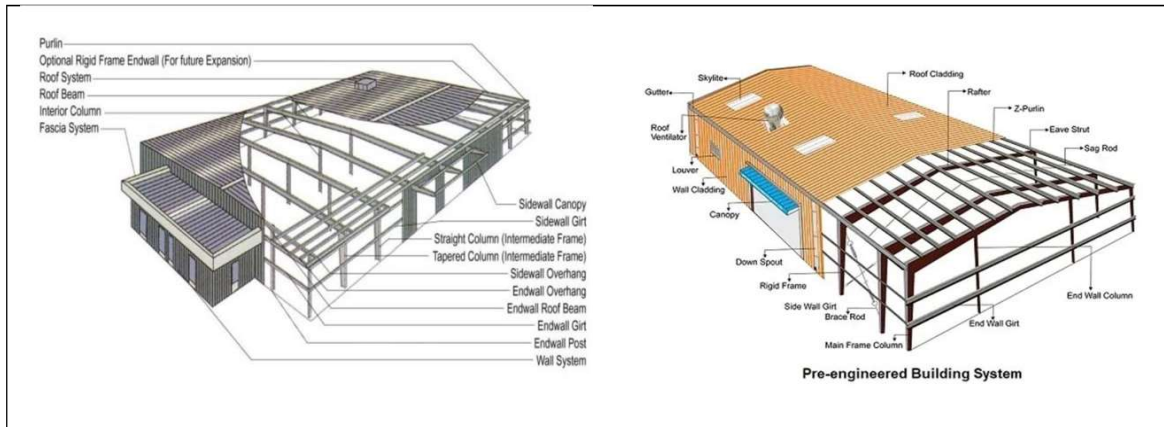 Purlin
Optional Rigid Frame Endwall (For future Expansion)
Roof System
Roof Beam
Interior Column
Fascia System
Sidewall Canopy
Sidewall Girt
Straight Column (Intermediate Frame)
Tapered Column (Intermediate Frame)
Sidewall Overhang
Endwall Overhang
Endwall Roof Beam
Endwall Girt
Endwall Post
Wall System
Skylite
Roof Cladding
Gutter
Rafter
Z-Purlin
Roof
Ventilator
Eave Strut
Sag Rod
Louver
Wall Cladding
Canopy
Down Spout
Rigid Frame
Side Wall Girt
Brace Rod
Main Frame Column
End Wall Column
End Wall Girt
Pre-engineered Building System